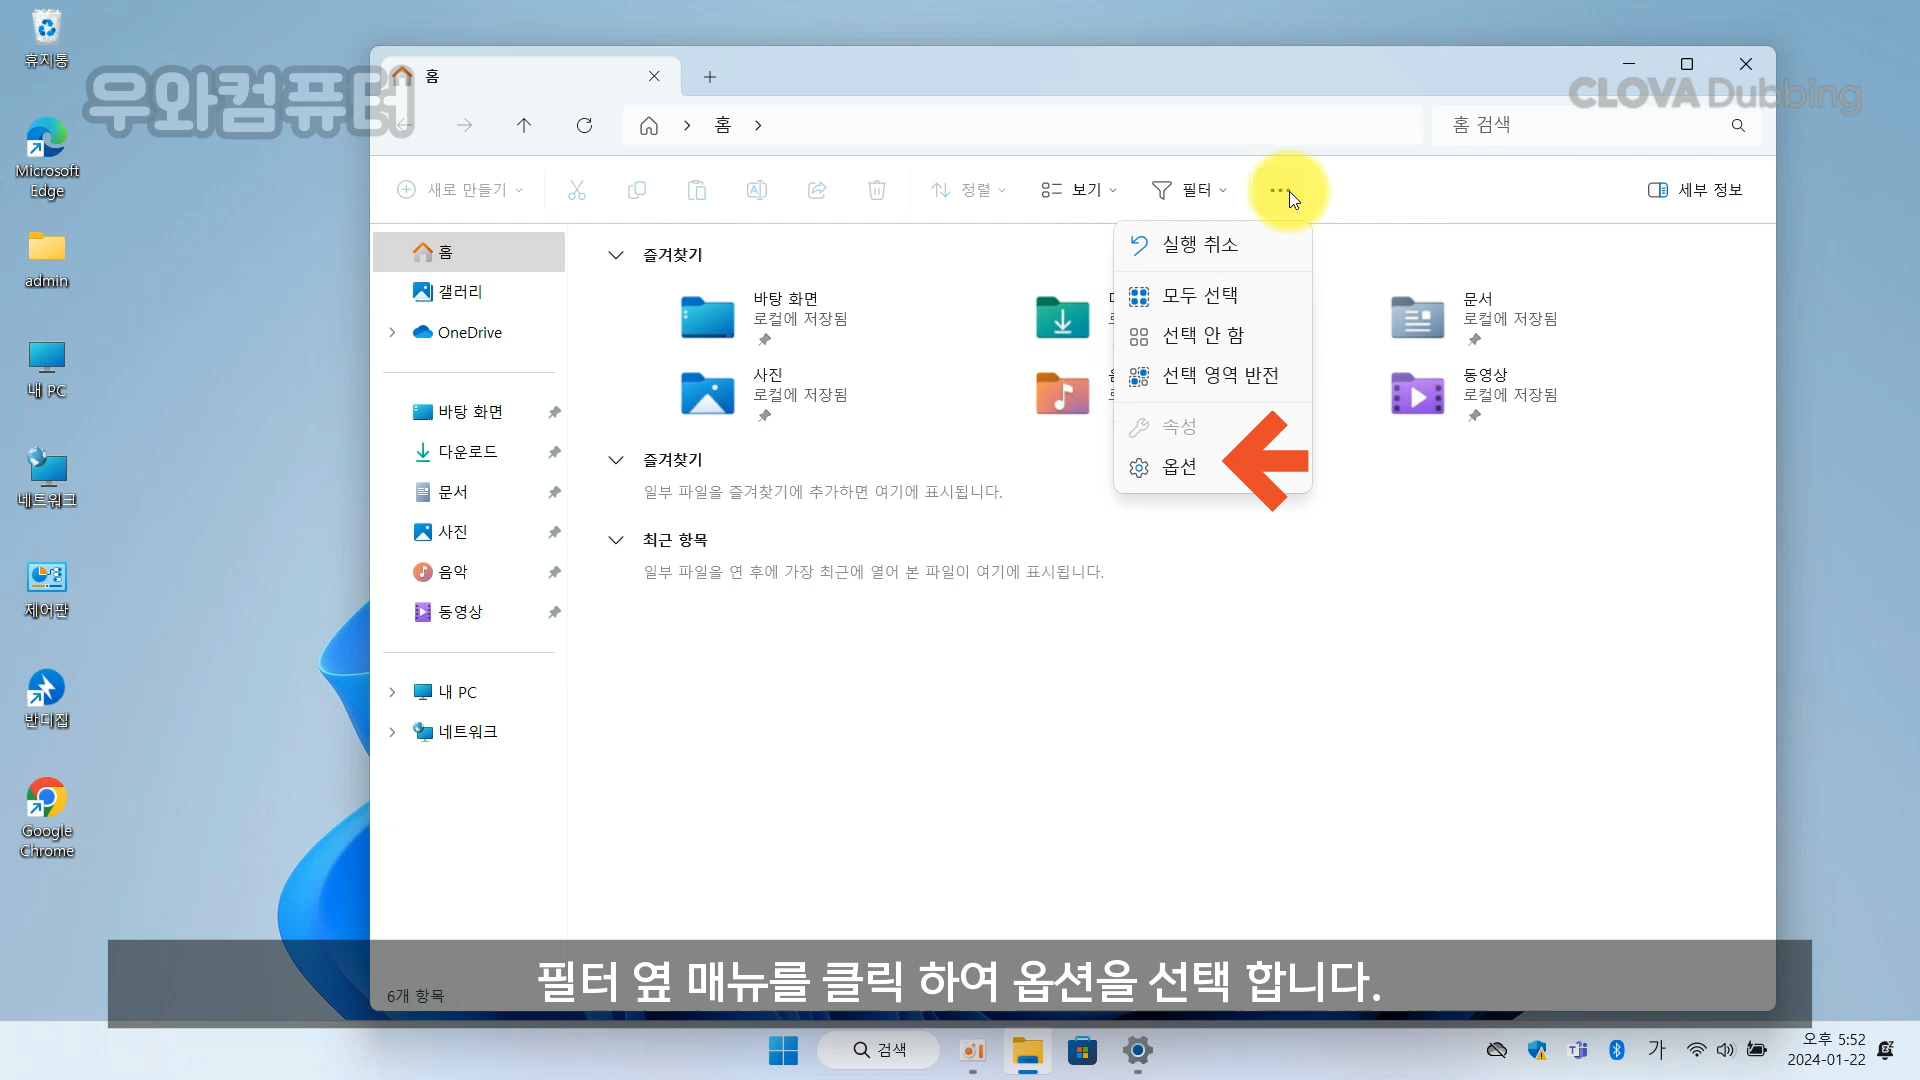 휴지통
우와컴퓨터
홈
CLOVA Dubbing
홈
홈 검색
Microsoft
Edge
새로 만들기
정렬
보기
필터
세부 정보
홈
갤러리
OneDrive
admin
즐겨찾기
바탕 화면
로컬에 저장됨
문서
로컬에 저장됨
사진
로컬에 저장됨
동영상
로컬에 저장됨
실행 취소
모두 선택
선택 안 함
선택 영역 반전
속성
옵션
내 PC
바탕 화면
다운로드
문서
사진
음악
동영상
즐겨찾기
일부 파일을 즐겨찾기에 추가하면 여기에 표시됩니다.
최근 항목
일부 파일을 연 후에 가장 최근에 열어 본 파일이 여기에 표시됩니다.
네트워크
제어판
반디집
내 PC
네트워크
Google
Chrome
6개 항목
필터 옆 매뉴를 클릭 하여 옵션을 선택 합니다.
검색
가
오후 5:52
2024-01-22